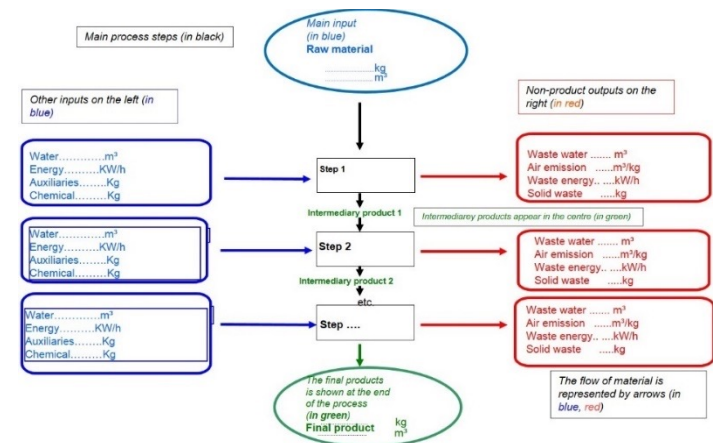 Main process steps (in black)
Main input
(in blue)
Raw material
..................kg
..................m³
Other inputs on the left (in
blue)
Non-product outputs on the
right (in red)
Water.............m³
Energy..........KW/h
Auxiliaries........Kg
Chemical.........Kg
Step 1
Waste water ....... m³
Air emission ......m³/kg
Waste energy.. ....kW/h
Solid waste .....kg
Intermediary product 1
Intermediarey products appear in the centre (in green)
Water.............m³
Energy..........KW/h
Auxiliaries........Kg
Chemical.........Kg
Step 2
Waste water ....... m³
Air emission ......m³/kg
Waste energy.. ....kW/h
Solid waste .....kg
Intermediary product 2
etc.
Water.............m³
Energy..........KW/h
Auxiliaries........Kg
Chemical.........Kg
Step ....
Waste water ....... m³
Air emission ......m³/kg
Waste energy.. ....kW/h
Solid waste .....kg
The final products
is shown at the end
of the process
(in green)
Final product
.................. kg
.................. m³
The flow of material is
represented by arrows (in
blue, red)